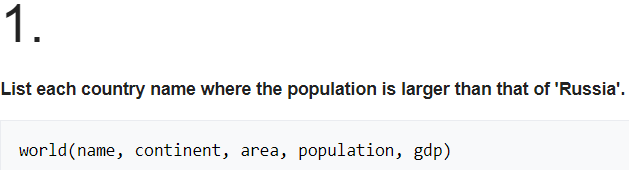 1.
List each country name where the population is larger than that of 'Russia'.
world(name, continent, area, population, gdp)